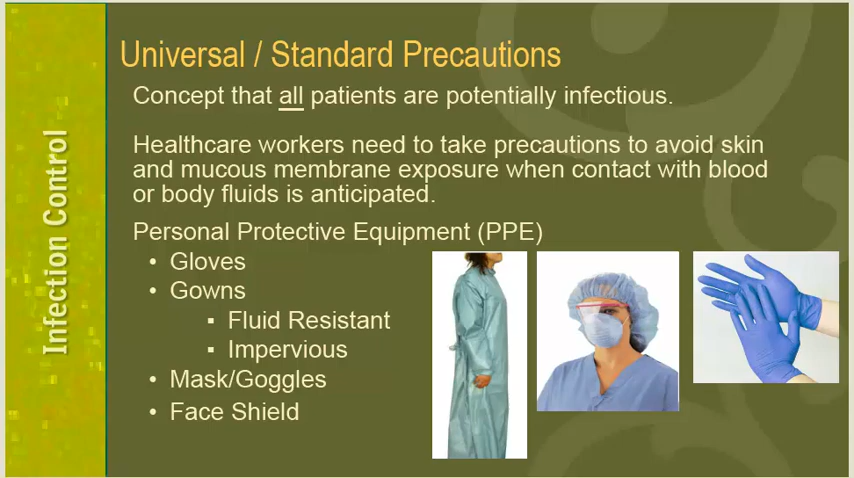 Infection Control
Universal / Standard Precautions
Concept that all patients are potentially infectious.
Healthcare workers need to take precautions to avoid skin
and mucous membrane exposure when contact with blood
or body fluids is anticipated.
Personal Protective Equipment (PPE)
• Gloves
• Gowns
▪ Fluid Resistant
▪ Impervious
• Mask/Goggles
• Face Shield